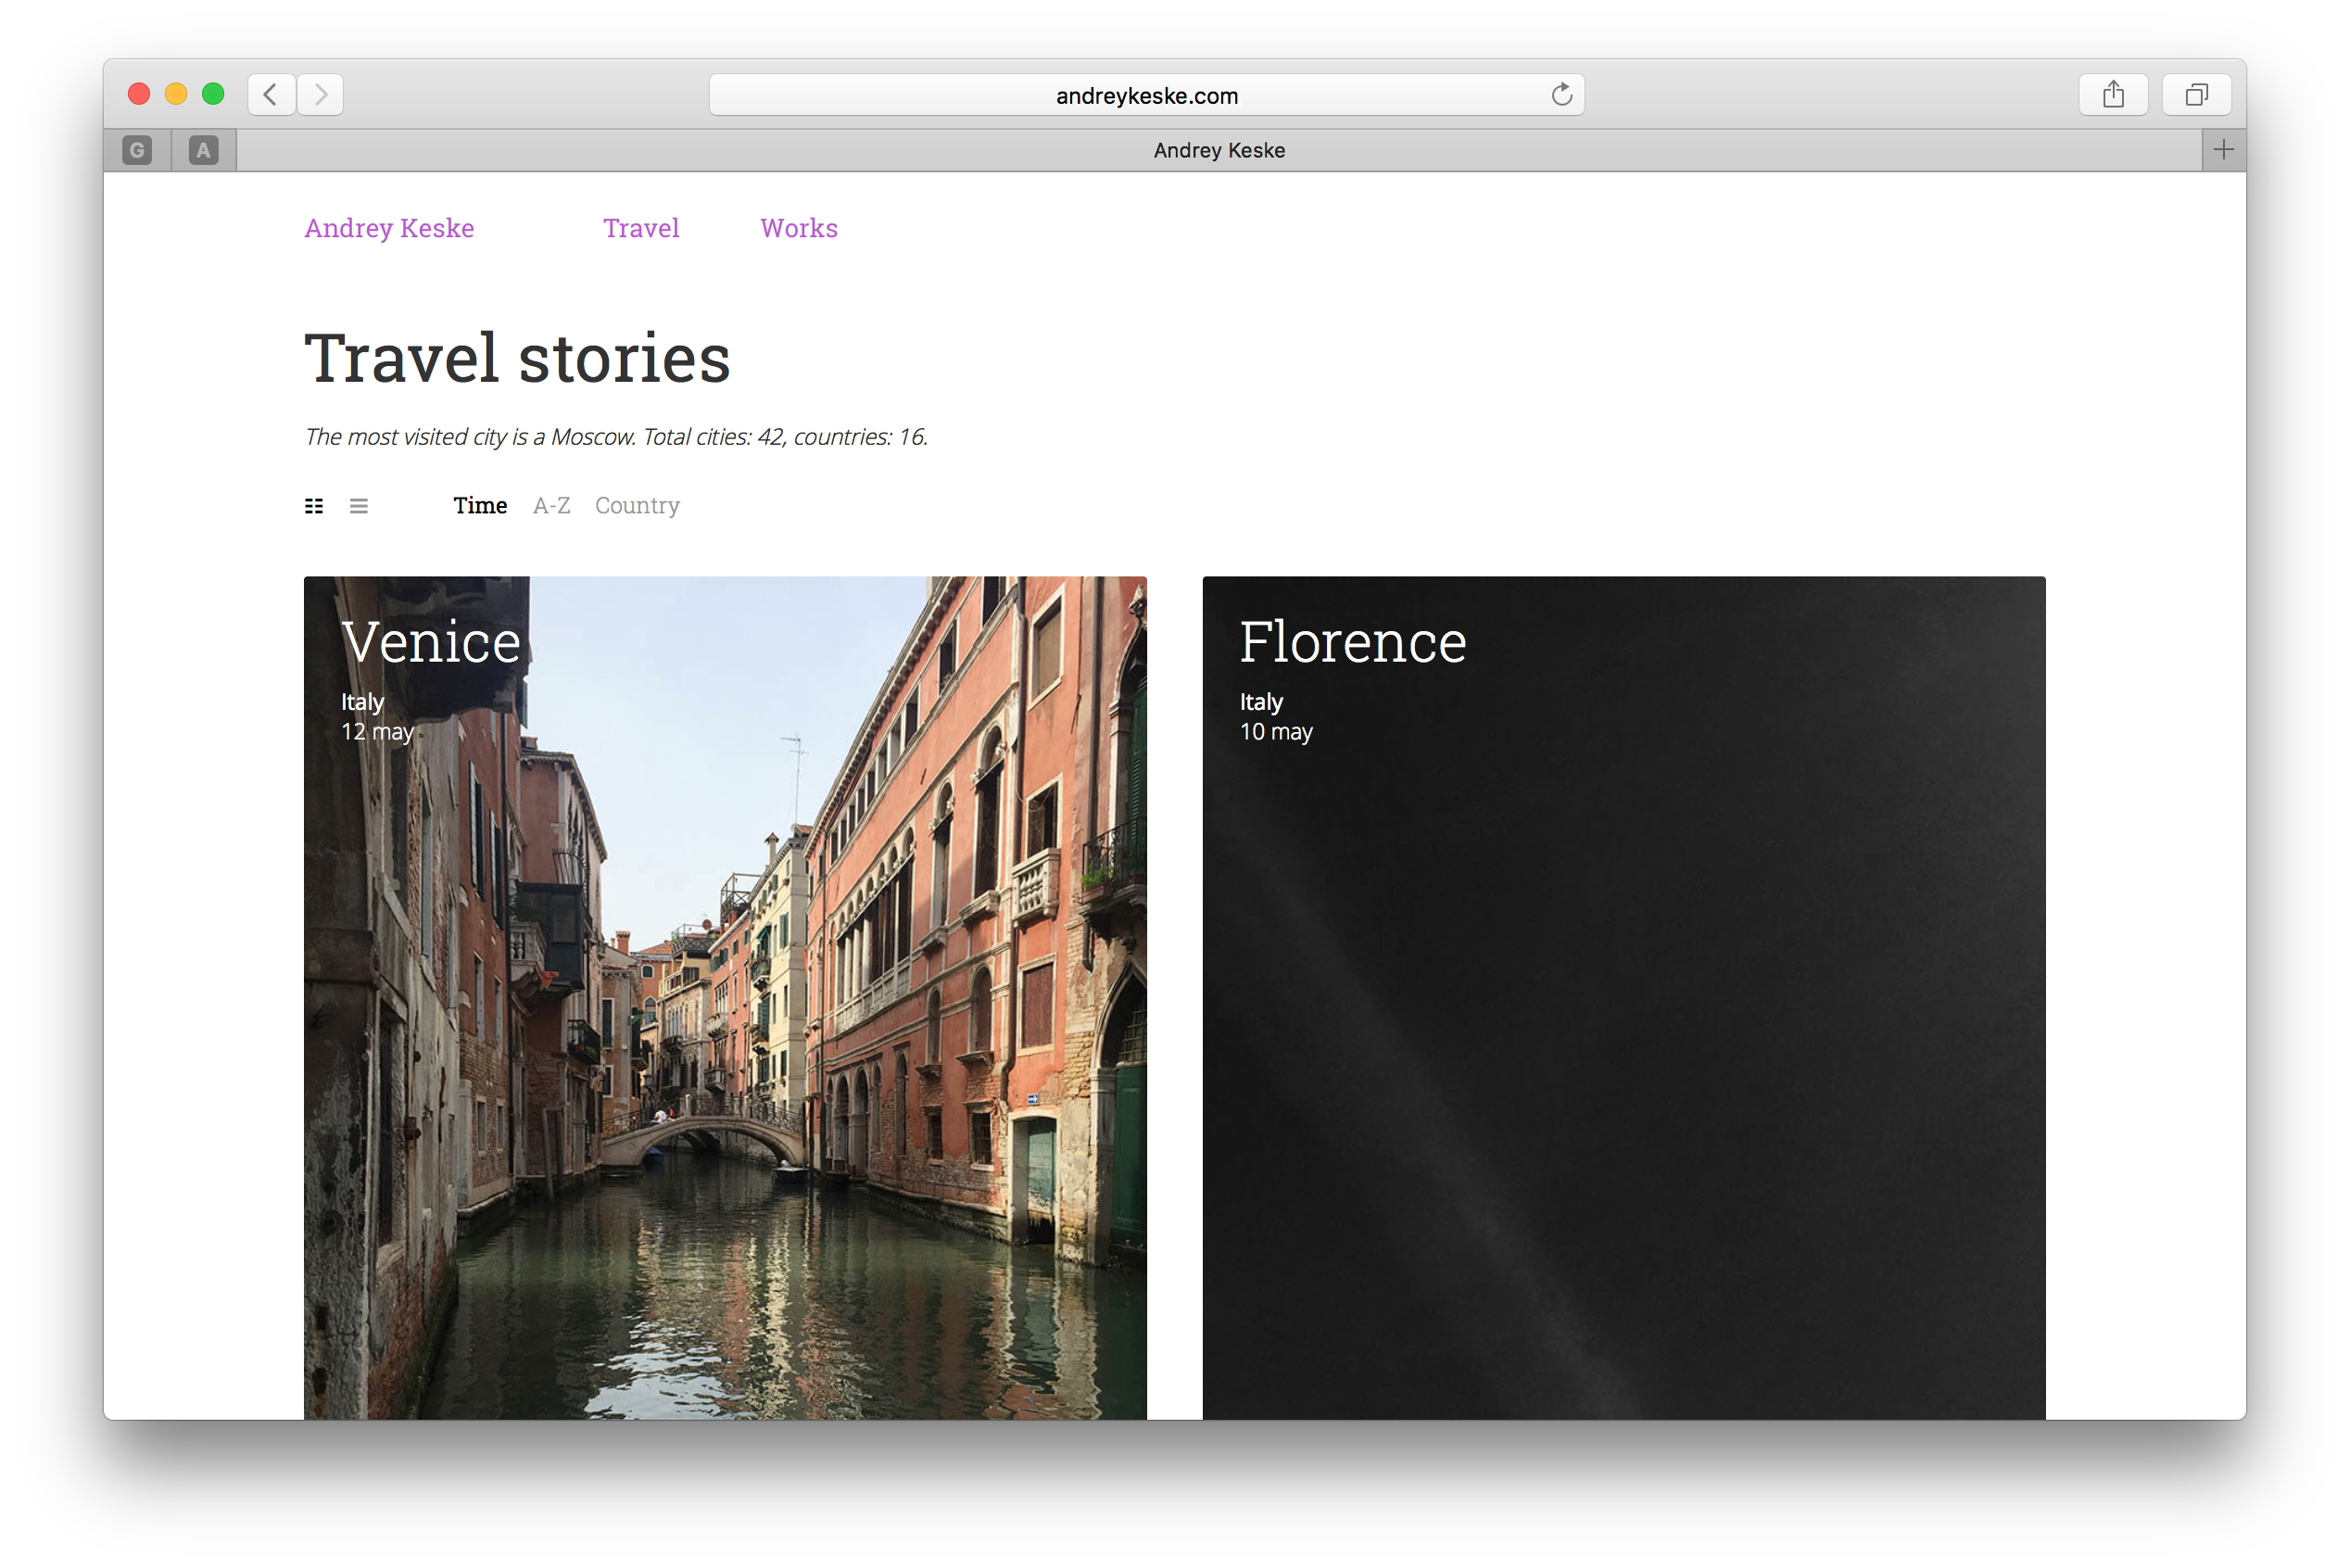 andreykeske.com
G A Andrey Keske
Andrey Keske Travel Works
Travel stories
The most visited city is a Moscow. Total cities: 42, countries: 16.
Time A-Z Country
Venice
Italy
12 may
Florence
Italy
10 may